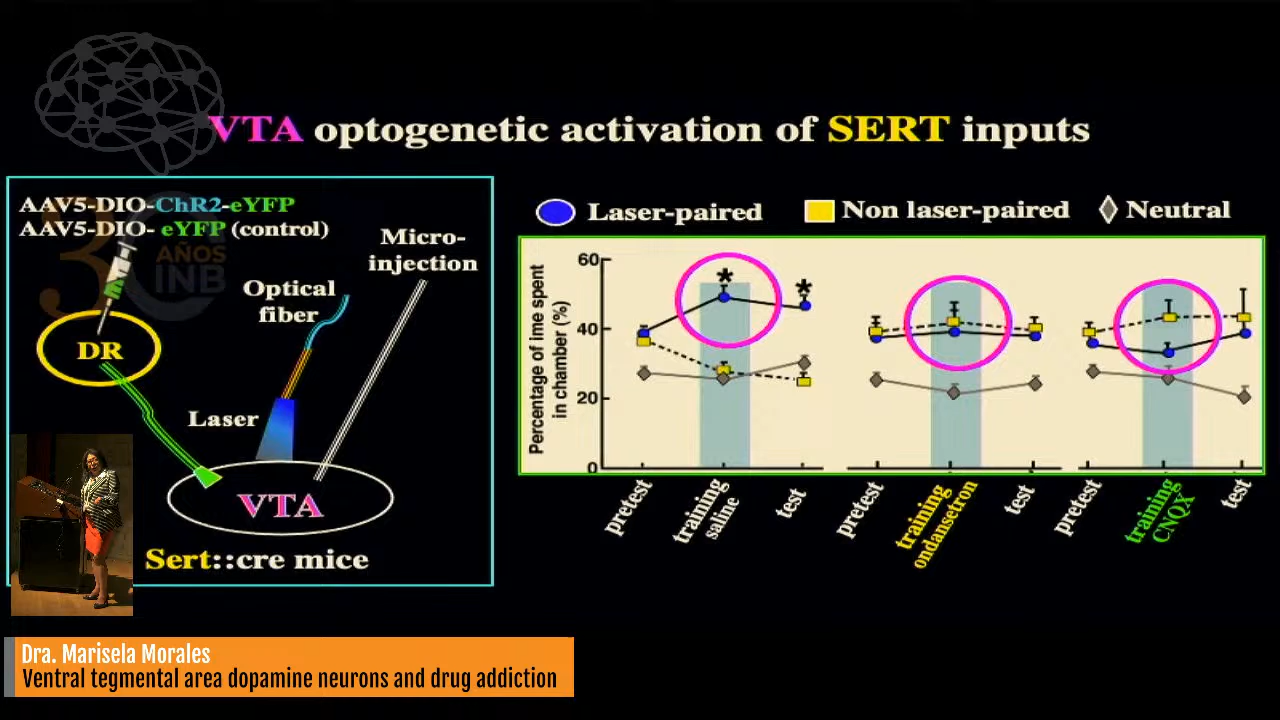 VTA optogenetic activation of SERT inputs
AAV5-DIO-ChR2-eYFP
AAV5-DIO- eYFP (control)
Micro-
injection
Optical
fiber
DR
Laser
VTA
Sert::cre mice
3
AÑOS
INB
Laser-paired
Non laser-paired
Neutral
Percentage of ime spent
in chamber (%)
60
40
20
0
*
*
pretest
training
saline
test
pretest
training
ondansetron
test
pretest
training
CNQX
test
Dra. Marisela Morales
Ventral tegmental area dopamine neurons and drug addiction